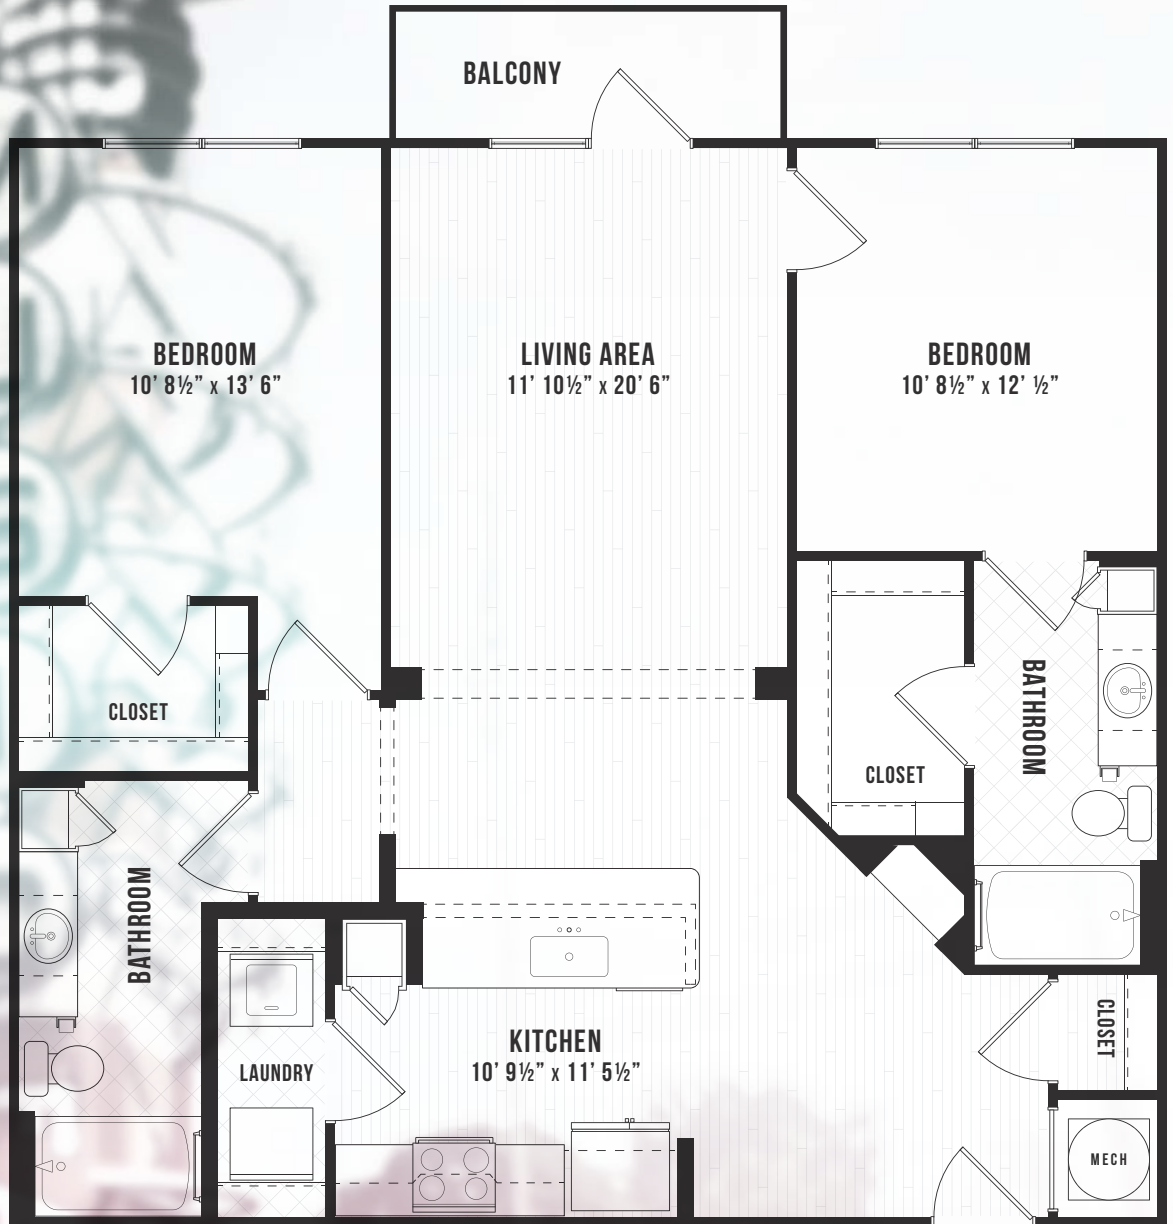 BALCONY
BEDROOM
10’ 8½” x 13’ 6”
LIVING AREA
11’ 10½” x 20’ 6”
BEDROOM
10’ 8½” x 12’ ½”
CLOSET
BATHROOM
CLOSET
BATHROOM
CLOSET
KITCHEN
10’ 9½” x 11’ 5½”
LAUNDRY
MECH